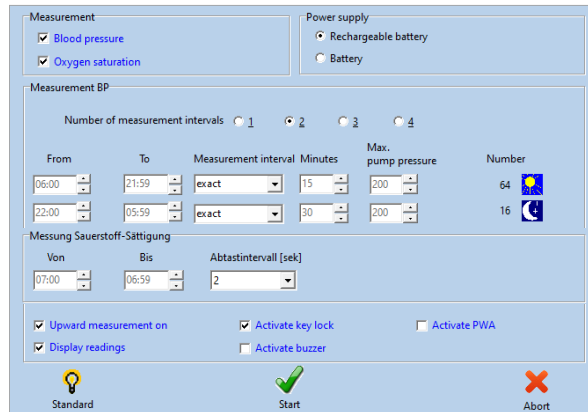 Measurement
Blood pressure
Oxygen saturation
Power supply
Rechargeable battery
Battery
Measurement BP
Number of measurement intervals 1 2 3 4
From To Measurement interval Minutes Max. pump pressure Number
06:00 21:59 exact 15 200 64
22:00 05:59 exact 30 200 16
Messung Sauerstoff-Sättigung
Von Bis Abtastintervall [sek]
07:00 06:59 2
Upward measurement on Activate key lock Activate PWA
Display readings Activate buzzer
Standard Start Abort